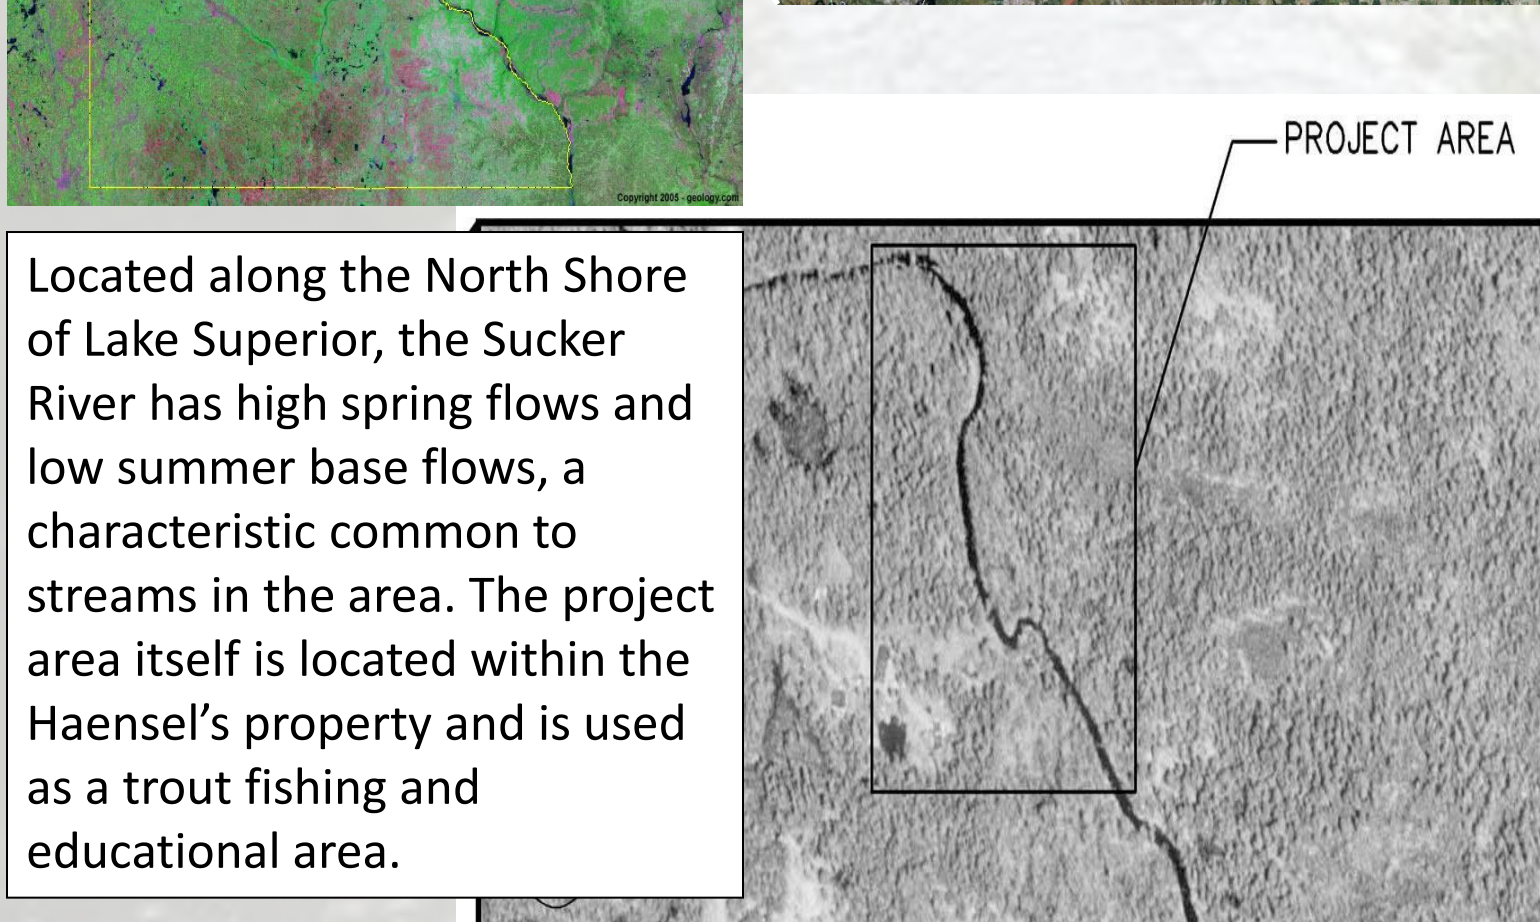 Copyright 2005 - geology.com
PROJECT AREA
Located along the North Shore
of Lake Superior, the Sucker
River has high spring flows and
low summer base flows, a
characteristic common to
streams in the area. The project
area itself is located within the
Haensel’s property and is used
as a trout fishing and
educational area.